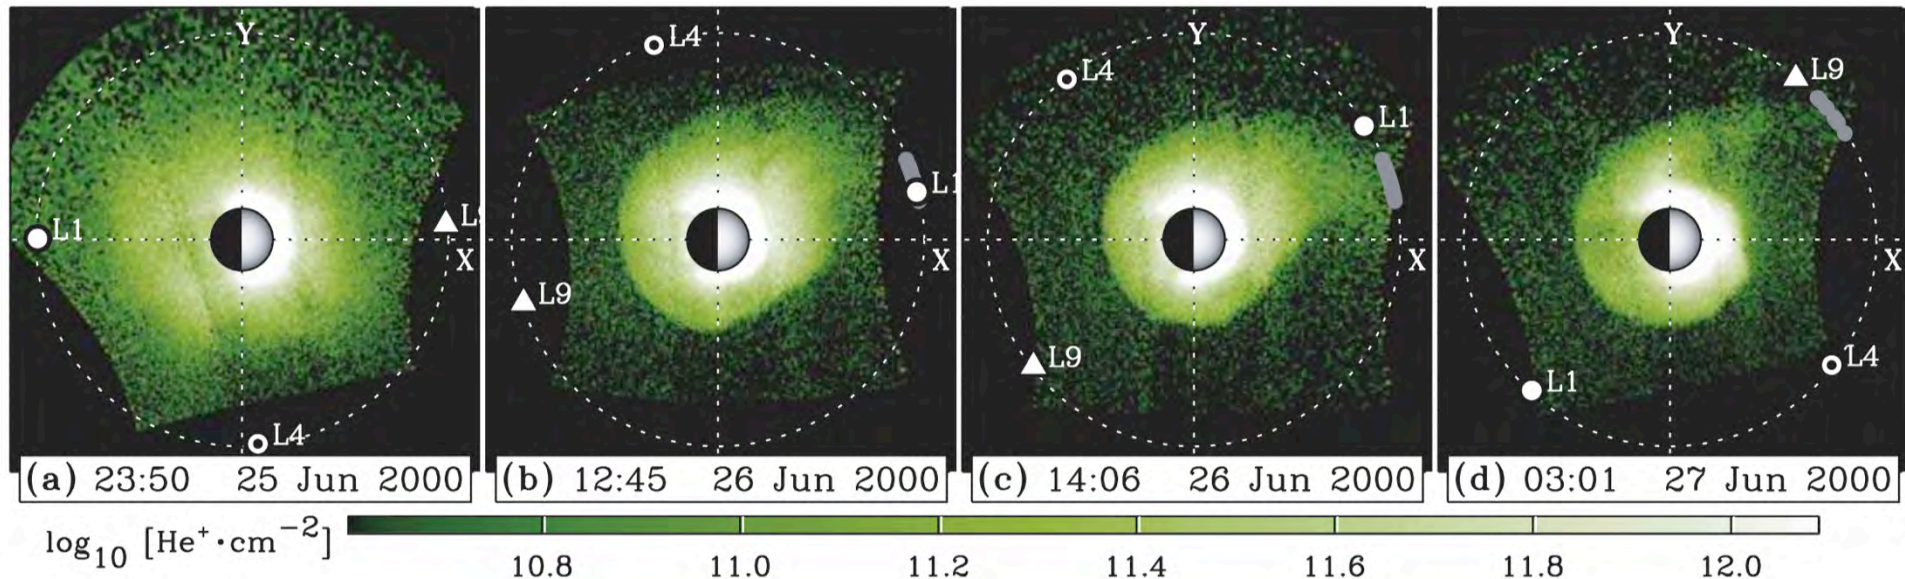 Y
L1
L9
X
L4
(a) 23:50 25 Jun 2000
L4
L1
X
L9
(b) 12:45 26 Jun 2000
Y
L4
L1
X
L9
(c) 14:06 26 Jun 2000
Y
L9
X
L4
L1
(d) 03:01 27 Jun 2000
log10 [He+·cm−2]
10.8 11.0 11.2 11.4 11.6 11.8 12.0